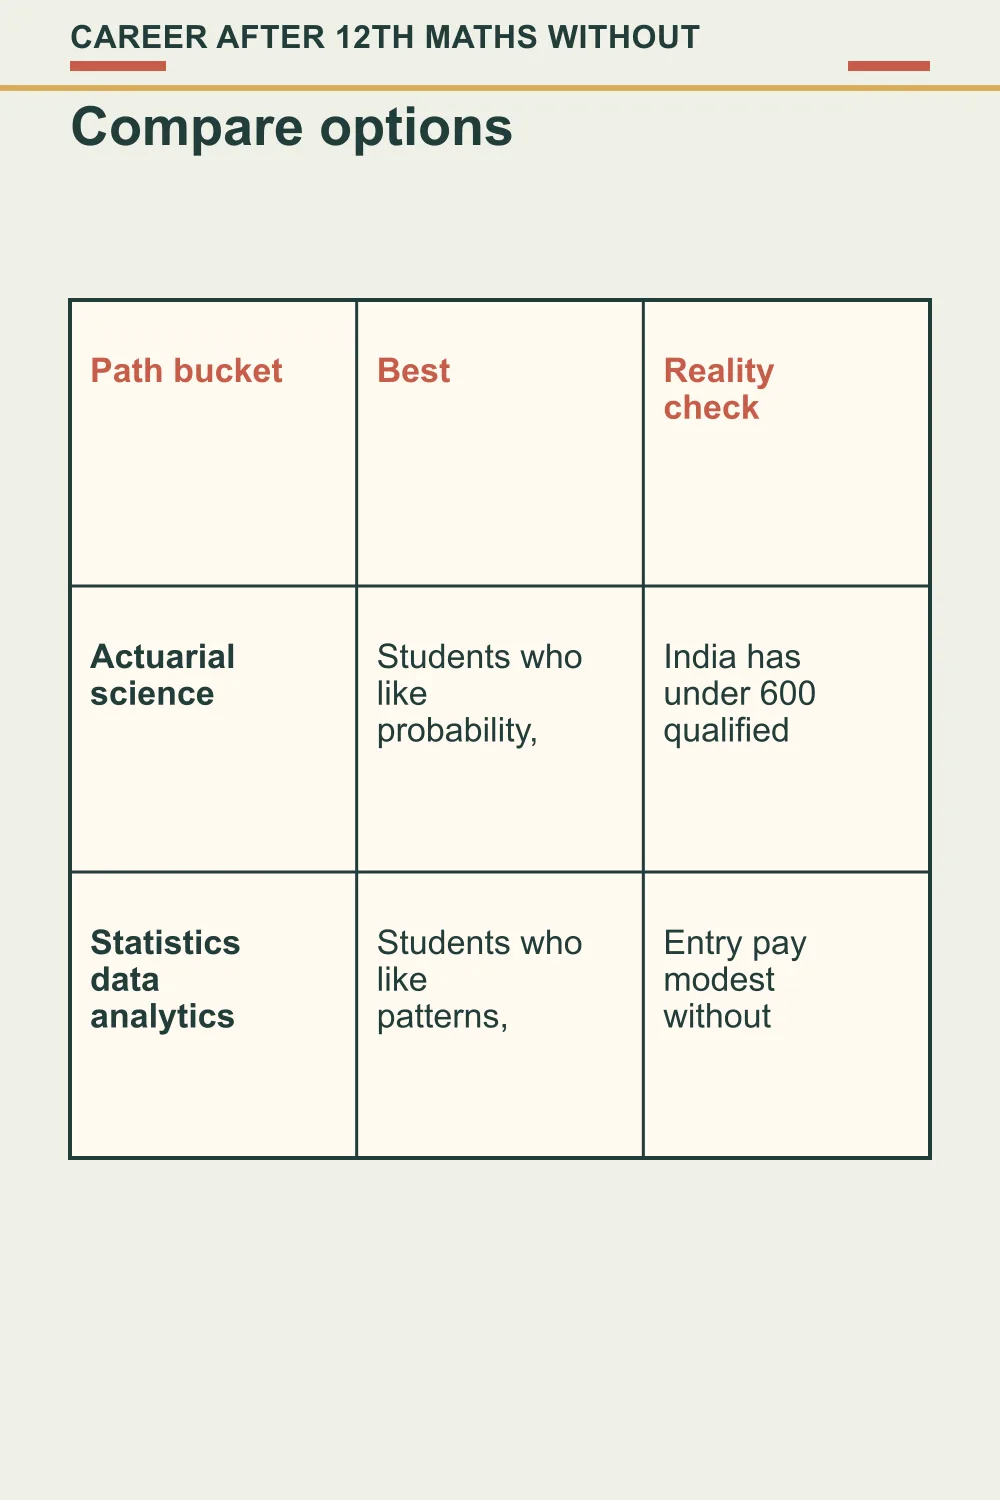 CAREER AFTER 12TH MATHS WITHOUT
Compare options
Path bucket
Best
Reality
check
Actuarial
science
Students who
like
probability,
India has
under 600
qualified
Statistics
data
analytics
Students who
like
patterns,
Entry pay
modest
without